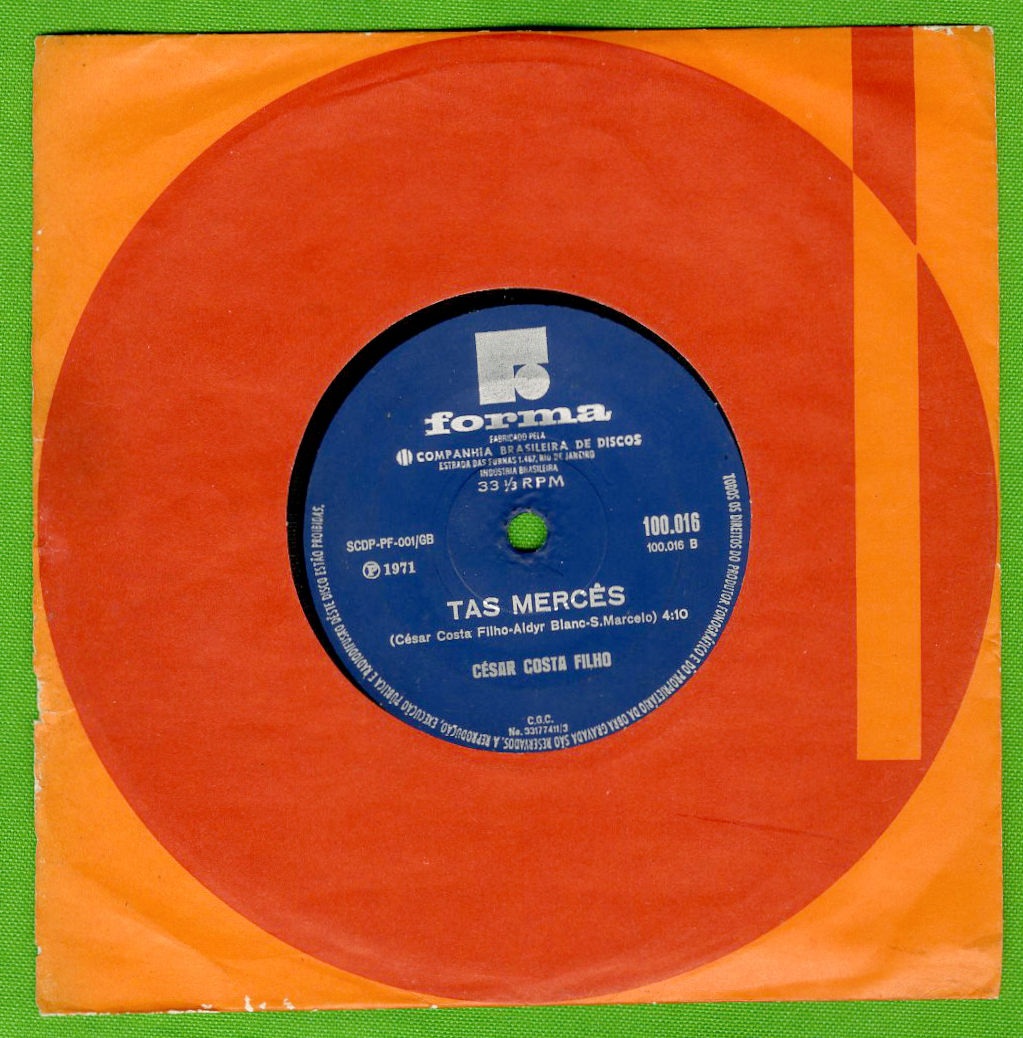 forma
FABRICADO PELA
COMPANHIA BRASILEIRA DE DISCOS
ESTRADA DAS FURNAS 1.467, RIO DE JANEIRO
INDÚSTRIA BRASILEIRA
33 1/3 RPM
SCDP-PF-001/GB
100.016
100.016 B
Ⓟ 1971
TAS MERCÊS
(César Costa Filho-Aldyr Blanc-S.Marcelo) 4:10
CÉSAR COSTA FILHO
C.G.C.
No. 33177411/3
TODOS OS DIREITOS DO PRODUTOR FONOGRÁFICO E DO PROPRIETÁRIO DA OBRA GRAVADA SÃO RESERVADOS. A REPRODUÇÃO, EXECUÇÃO PÚBLICA E RADIODIFUSÃO DÊSTE DISCO ESTÃO PROIBIDAS.